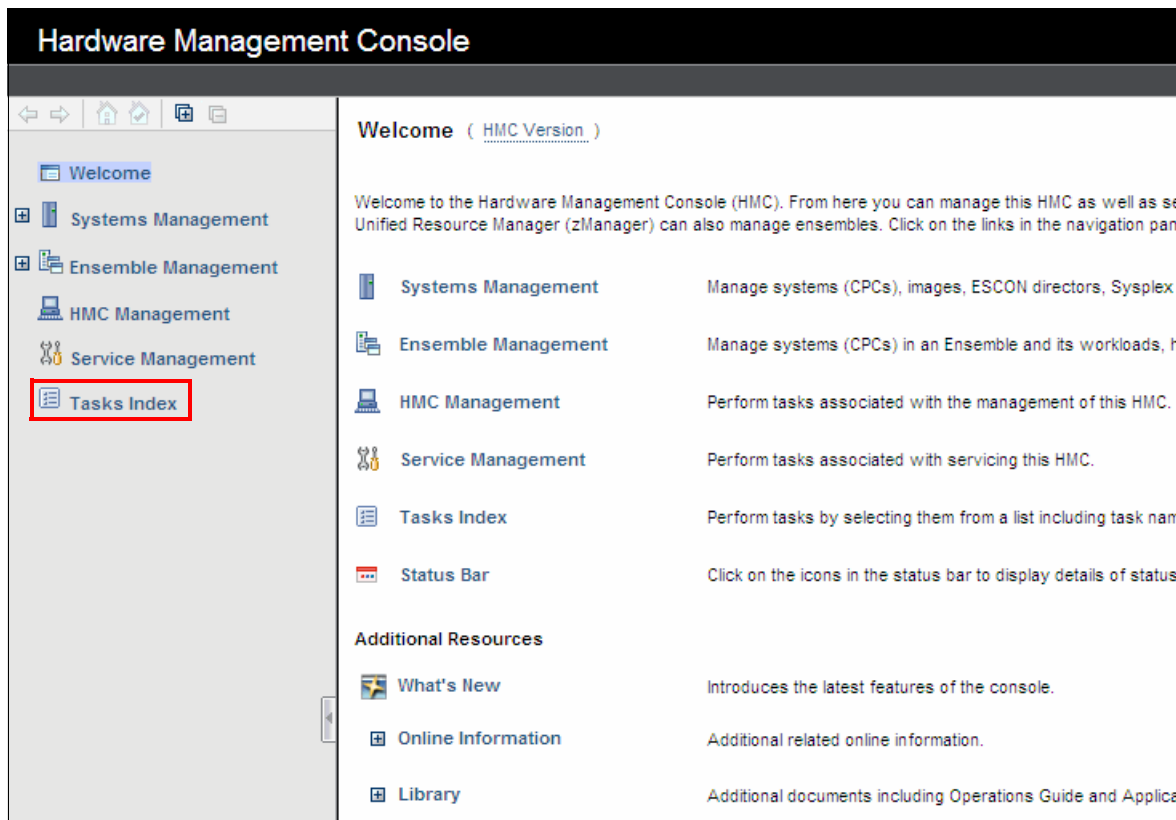 Hardware Management Console
Welcome
Systems Management
Ensemble Management
HMC Management
Service Management
Tasks Index
Welcome ( HMC Version )
Welcome to the Hardware Management Console (HMC). From here you can manage this HMC as well as se
Unified Resource Manager (zManager) can also manage ensembles. Click on the links in the navigation pan
Systems Management Manage systems (CPCs), images, ESCON directors, Sysplex
Ensemble Management Manage systems (CPCs) in an Ensemble and its workloads, h
HMC Management Perform tasks associated with the management of this HMC.
Service Management Perform tasks associated with servicing this HMC.
Tasks Index Perform tasks by selecting them from a list including task nam
Status Bar Click on the icons in the status bar to display details of status
Additional Resources
What's New Introduces the latest features of the console.
Online Information Additional related online information.
Library Additional documents including Operations Guide and Applica